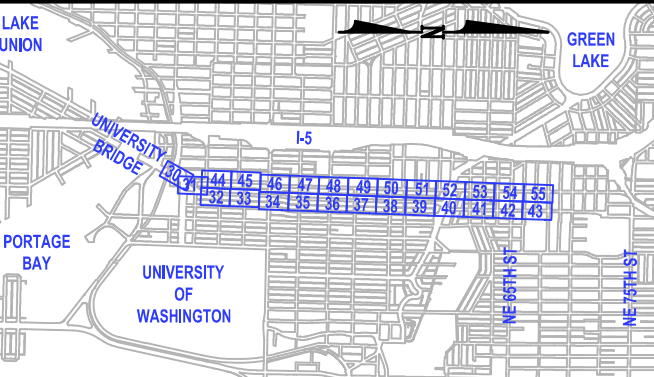 LAKE
UNION
N
GREEN
LAKE
UNIVERSITY
BRIDGE
I-5
30 31 44 45 46 47 48 49 50 51 52 53 54 55
32 33 34 35 36 37 38 39 40 41 42 43
PORTAGE
BAY
UNIVERSITY
OF
WASHINGTON
NE 65TH ST
NE 75TH ST